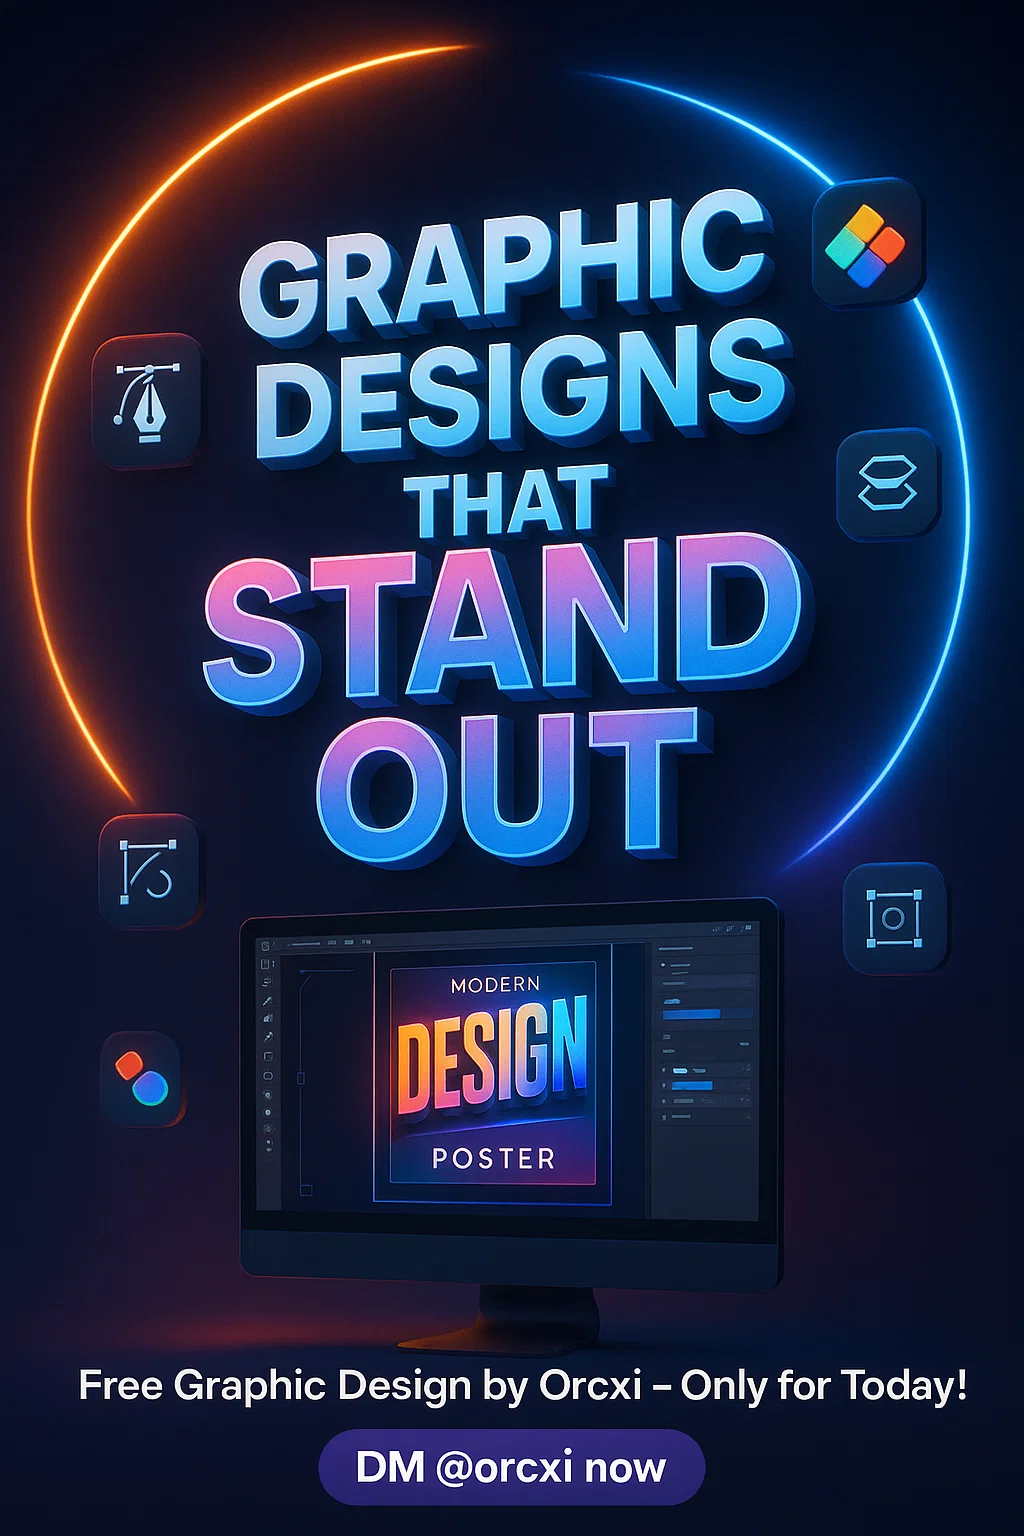 GRAPHIC
DESIGNS
THAT
STAND
OUT
MODERN
DESIGN
POSTER
Free Graphic Design by Orcxi – Only for Today!
DM @orcxi now